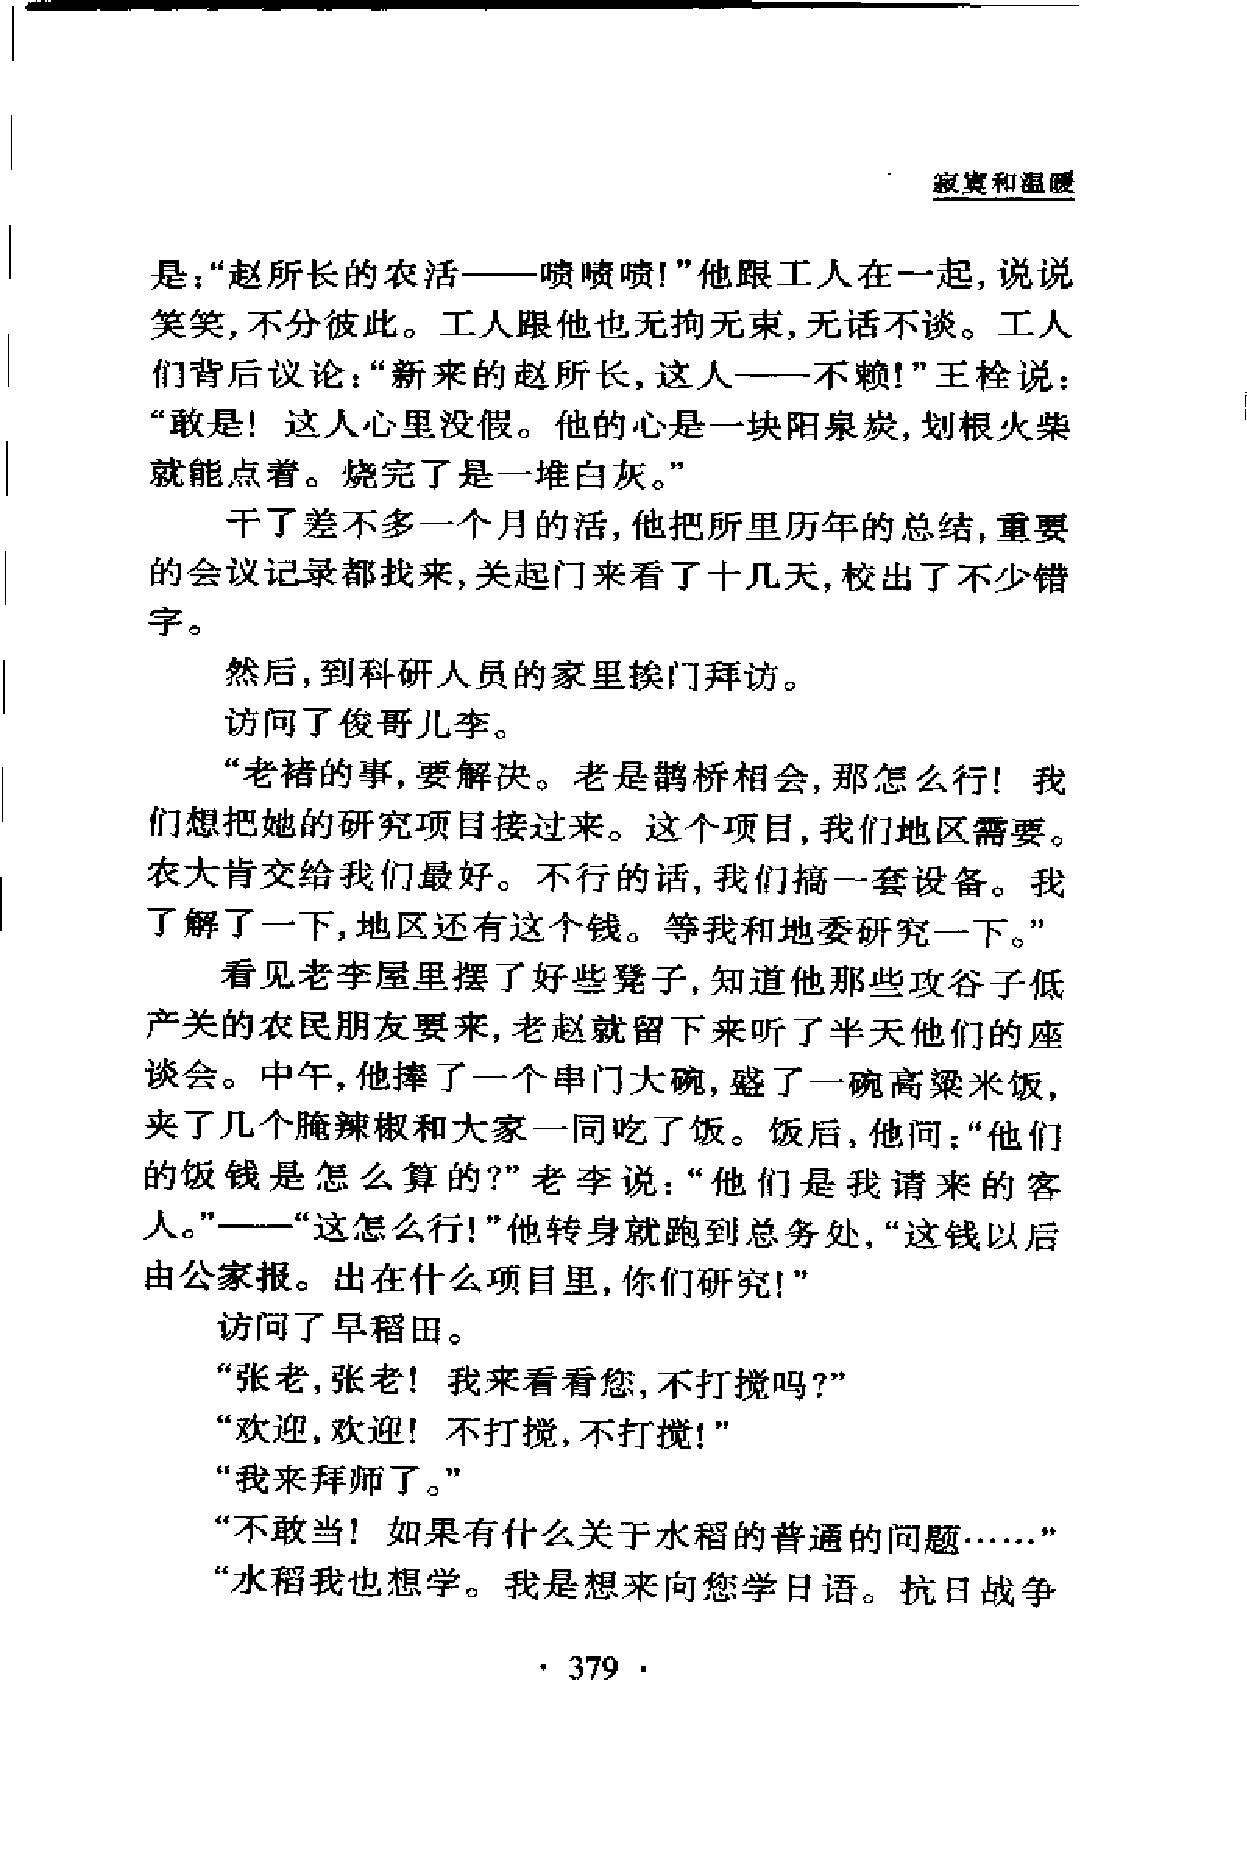 寂寞和温暖
是:“赵所长的农活——啧啧啧!”他跟工人在一起,说说
笑笑,不分彼此。工人跟他也无拘无束,无话不谈。工人
们背后议论:“新来的赵所长,这人——不赖!”王栓说:
“敢是! 这人心里没假。他的心是一块阳泉炭,划根火柴
就能点着。烧完了是一堆白灰。”
干了差不多一个月的活,他把所里历年的总结,重要
的会议记录都找来,关起门来看了十几天,校出了不少错
字。
然后,到科研人员的家里挨门拜访。
访问了俊哥儿李。
“老褚的事,要解决。老是鹊桥相会,那怎么行! 我
们想把她的研究项目接过来。这个项目,我们地区需要。
农大肯交给我们最好。不行的话,我们搞一套设备。我
了解了一下,地区还有这个钱。等我和地委研究一下。”
看见老李屋里摆了好些凳子,知道他那些攻谷子低
产关的农民朋友要来,老赵就留下来听了半天他们的座
谈会。中午,他捧了一个串门大碗,盛了一碗高粱米饭,
夹了几个腌辣椒和大家一同吃了饭。饭后,他问:“他们
的饭钱是怎么算的?”老李说:“他们是我请来的客
人。”——“这怎么行!”他转身就跑到总务处,“这钱以后
由公家报。出在什么项目里,你们研究!”
访问了早稻田。
“张老,张老! 我来看看您,不打搅吗?”
“欢迎,欢迎! 不打搅,不打搅!”
“我来拜师了。”
“不敢当! 如果有什么关于水稻的普通的问题……”
“水稻我也想学。我是想来向您学日语。抗日战争
· 379 ·